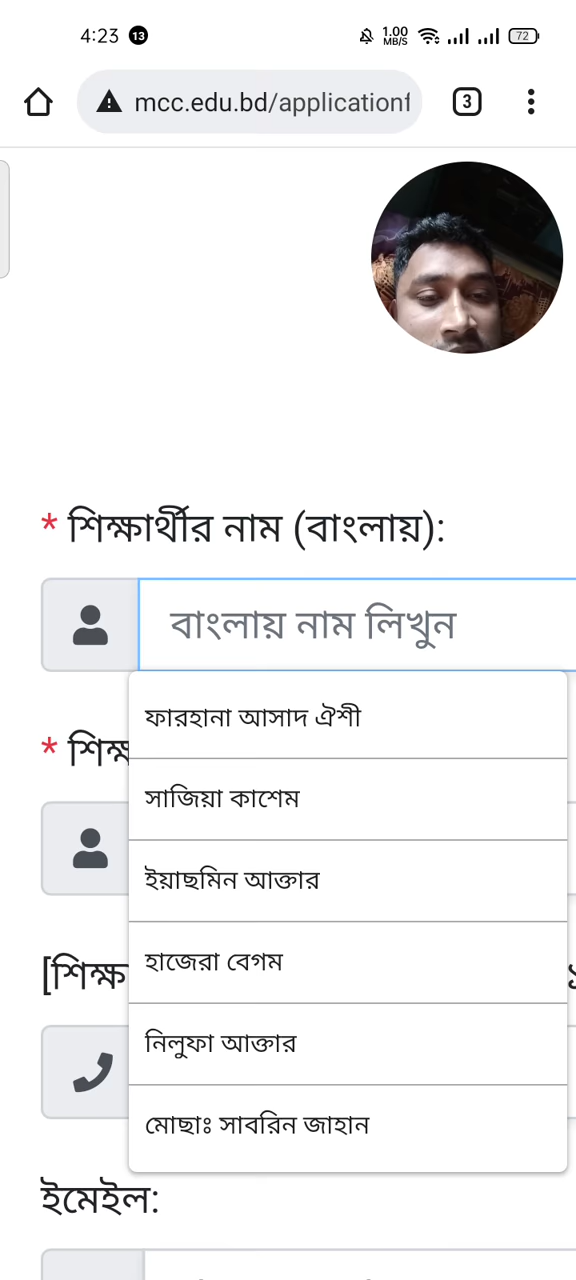 4:23 13 1.00 MB/S 72
mcc.edu.bd/application 3
* শিক্ষার্থীর নাম (বাংলায়):
বাংলায় নাম লিখুন
ফারহানা আসাদ ঐশী
* শিক্ষ
সাজিয়া কাশেম
ইয়াছমিন আক্তার
হাজেরা বেগম
[শিক্ষ
নিলুফা আক্তার
মোছাঃ সাবরিন জাহান
ইমেইল: